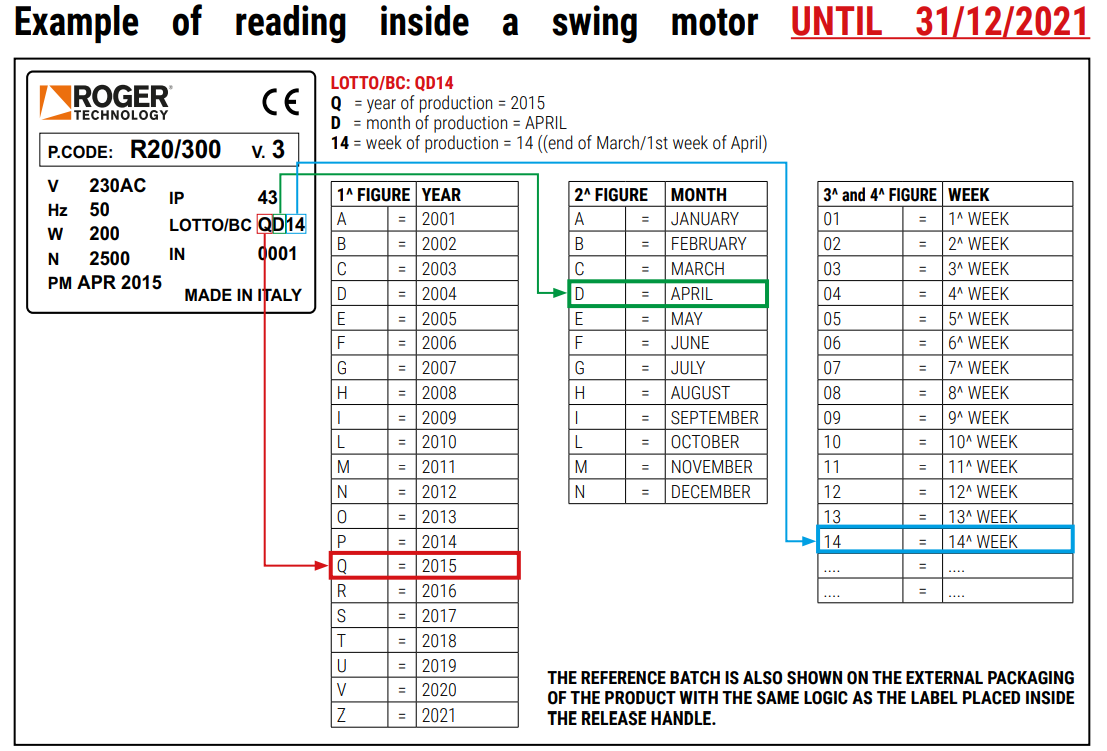 Example of reading inside a swing motor UNTIL 31/12/2021
ROGER
TECHNOLOGY
CE
P.CODE: R20/300 V. 3
V 230AC
Hz 50
W 200
N 2500
PM APR 2015
IP 43
LOTTO/BC QD14
IN 0001
MADE IN ITALY
LOTTO/BC: QD14
Q = year of production = 2015
D = month of production = APRIL
14 = week of production = 14 ((end of March/1st week of April)
1^ FIGURE YEAR
A = 2001
B = 2002
C = 2003
D = 2004
E = 2005
F = 2006
G = 2007
H = 2008
I = 2009
L = 2010
M = 2011
N = 2012
O = 2013
P = 2014
Q = 2015
R = 2016
S = 2017
T = 2018
U = 2019
V = 2020
Z = 2021
2^ FIGURE MONTH
A = JANUARY
B = FEBRUARY
C = MARCH
D = APRIL
E = MAY
F = JUNE
G = JULY
H = AUGUST
I = SEPTEMBER
L = OCTOBER
M = NOVEMBER
N = DECEMBER
3^ and 4^ FIGURE WEEK
01 = 1^ WEEK
02 = 2^ WEEK
03 = 3^ WEEK
04 = 4^ WEEK
05 = 5^ WEEK
06 = 6^ WEEK
07 = 7^ WEEK
08 = 8^ WEEK
09 = 9^ WEEK
10 = 10^ WEEK
11 = 11^ WEEK
12 = 12^ WEEK
13 = 13^ WEEK
14 = 14^ WEEK
.... = ....
.... = ....
THE REFERENCE BATCH IS ALSO SHOWN ON THE EXTERNAL PACKAGING
OF THE PRODUCT WITH THE SAME LOGIC AS THE LABEL PLACED INSIDE
THE RELEASE HANDLE.